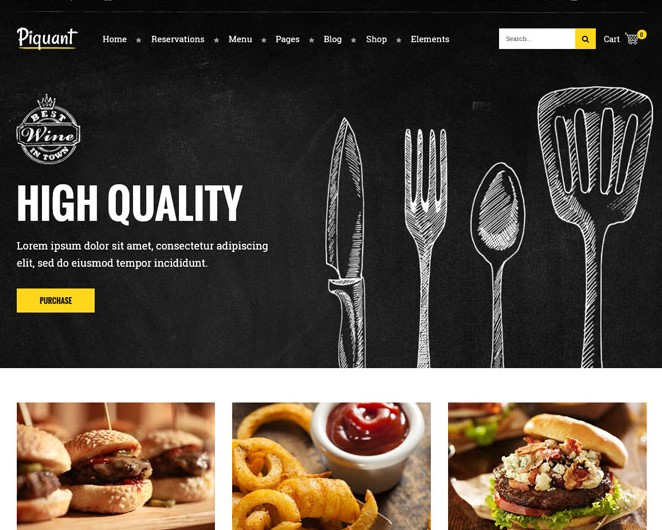 Piquant
Home Reservations Menu Pages Blog Shop Elements
Search...
Cart 0
BEST
Wine
IN TOWN
HIGH QUALITY
Lorem ipsum dolor sit amet, consectetur adipiscing
elit, sed do eiusmod tempor incididunt.
PURCHASE